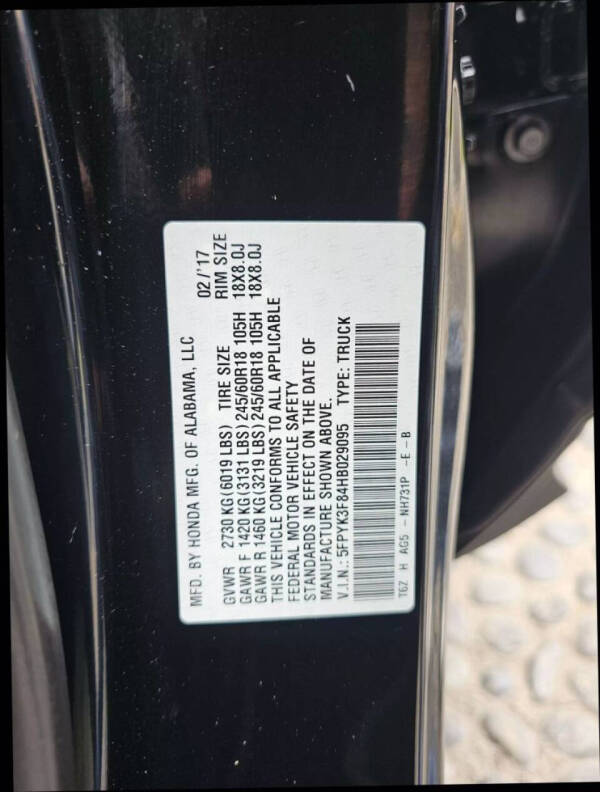 MFD. BY HONDA MFG. OF ALABAMA, LLC 02/'17
GVWR 2730 KG(6019 LBS) TIRE SIZE RIM SIZE
GAWR F 1420 KG(3131 LBS) 245/60R18 105H 18X8.0J
GAWR R 1460 KG(3219 LBS) 245/60R18 105H 18X8.0J
THIS VEHICLE CONFORMS TO ALL APPLICABLE
FEDERAL MOTOR VEHICLE SAFETY
STANDARDS IN EFFECT ON THE DATE OF
MANUFACTURE SHOWN ABOVE.
V.I.N.: 5FPYK3F84HB029095 TYPE: TRUCK
T6Z H AG5 - NH731P -E-B